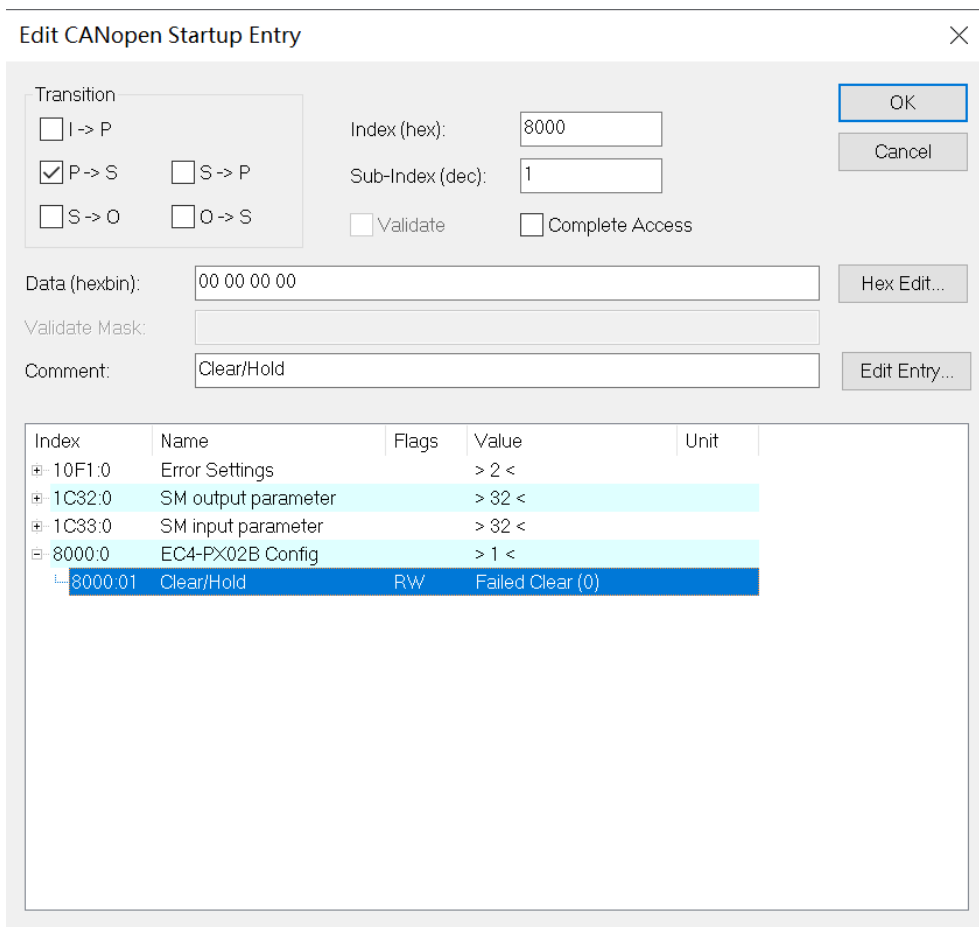 Edit CANopen Startup Entry
Transition
I -> P
P -> S
S -> P
S -> O
O -> S
Index (hex):
8000
Sub-Index (dec):
1
Validate
Complete Access
OK
Cancel
Data (hexbin):
00 00 00 00
Hex Edit...
Validate Mask:
Comment:
Clear/Hold
Edit Entry...
Index Name Flags Value Unit
10F1:0 Error Settings > 2 <
1C32:0 SM output parameter > 32 <
1C33:0 SM input parameter > 32 <
8000:0 EC4-PX02B Config > 1 <
8000:01 Clear/Hold RW Failed Clear (0)